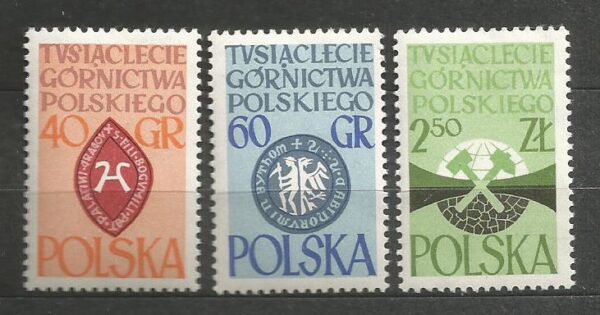 TYSIĄCLECIE
GÓRNICTWA
POLSKIEGO
40 GR
POLSKA
TYSIĄCLECIE
GÓRNICTWA
POLSKIEGO
60 GR
POLSKA
TYSIĄCLECIE
GÓRNICTWA
POLSKIEGO
2 50 ZŁ
POLSKA